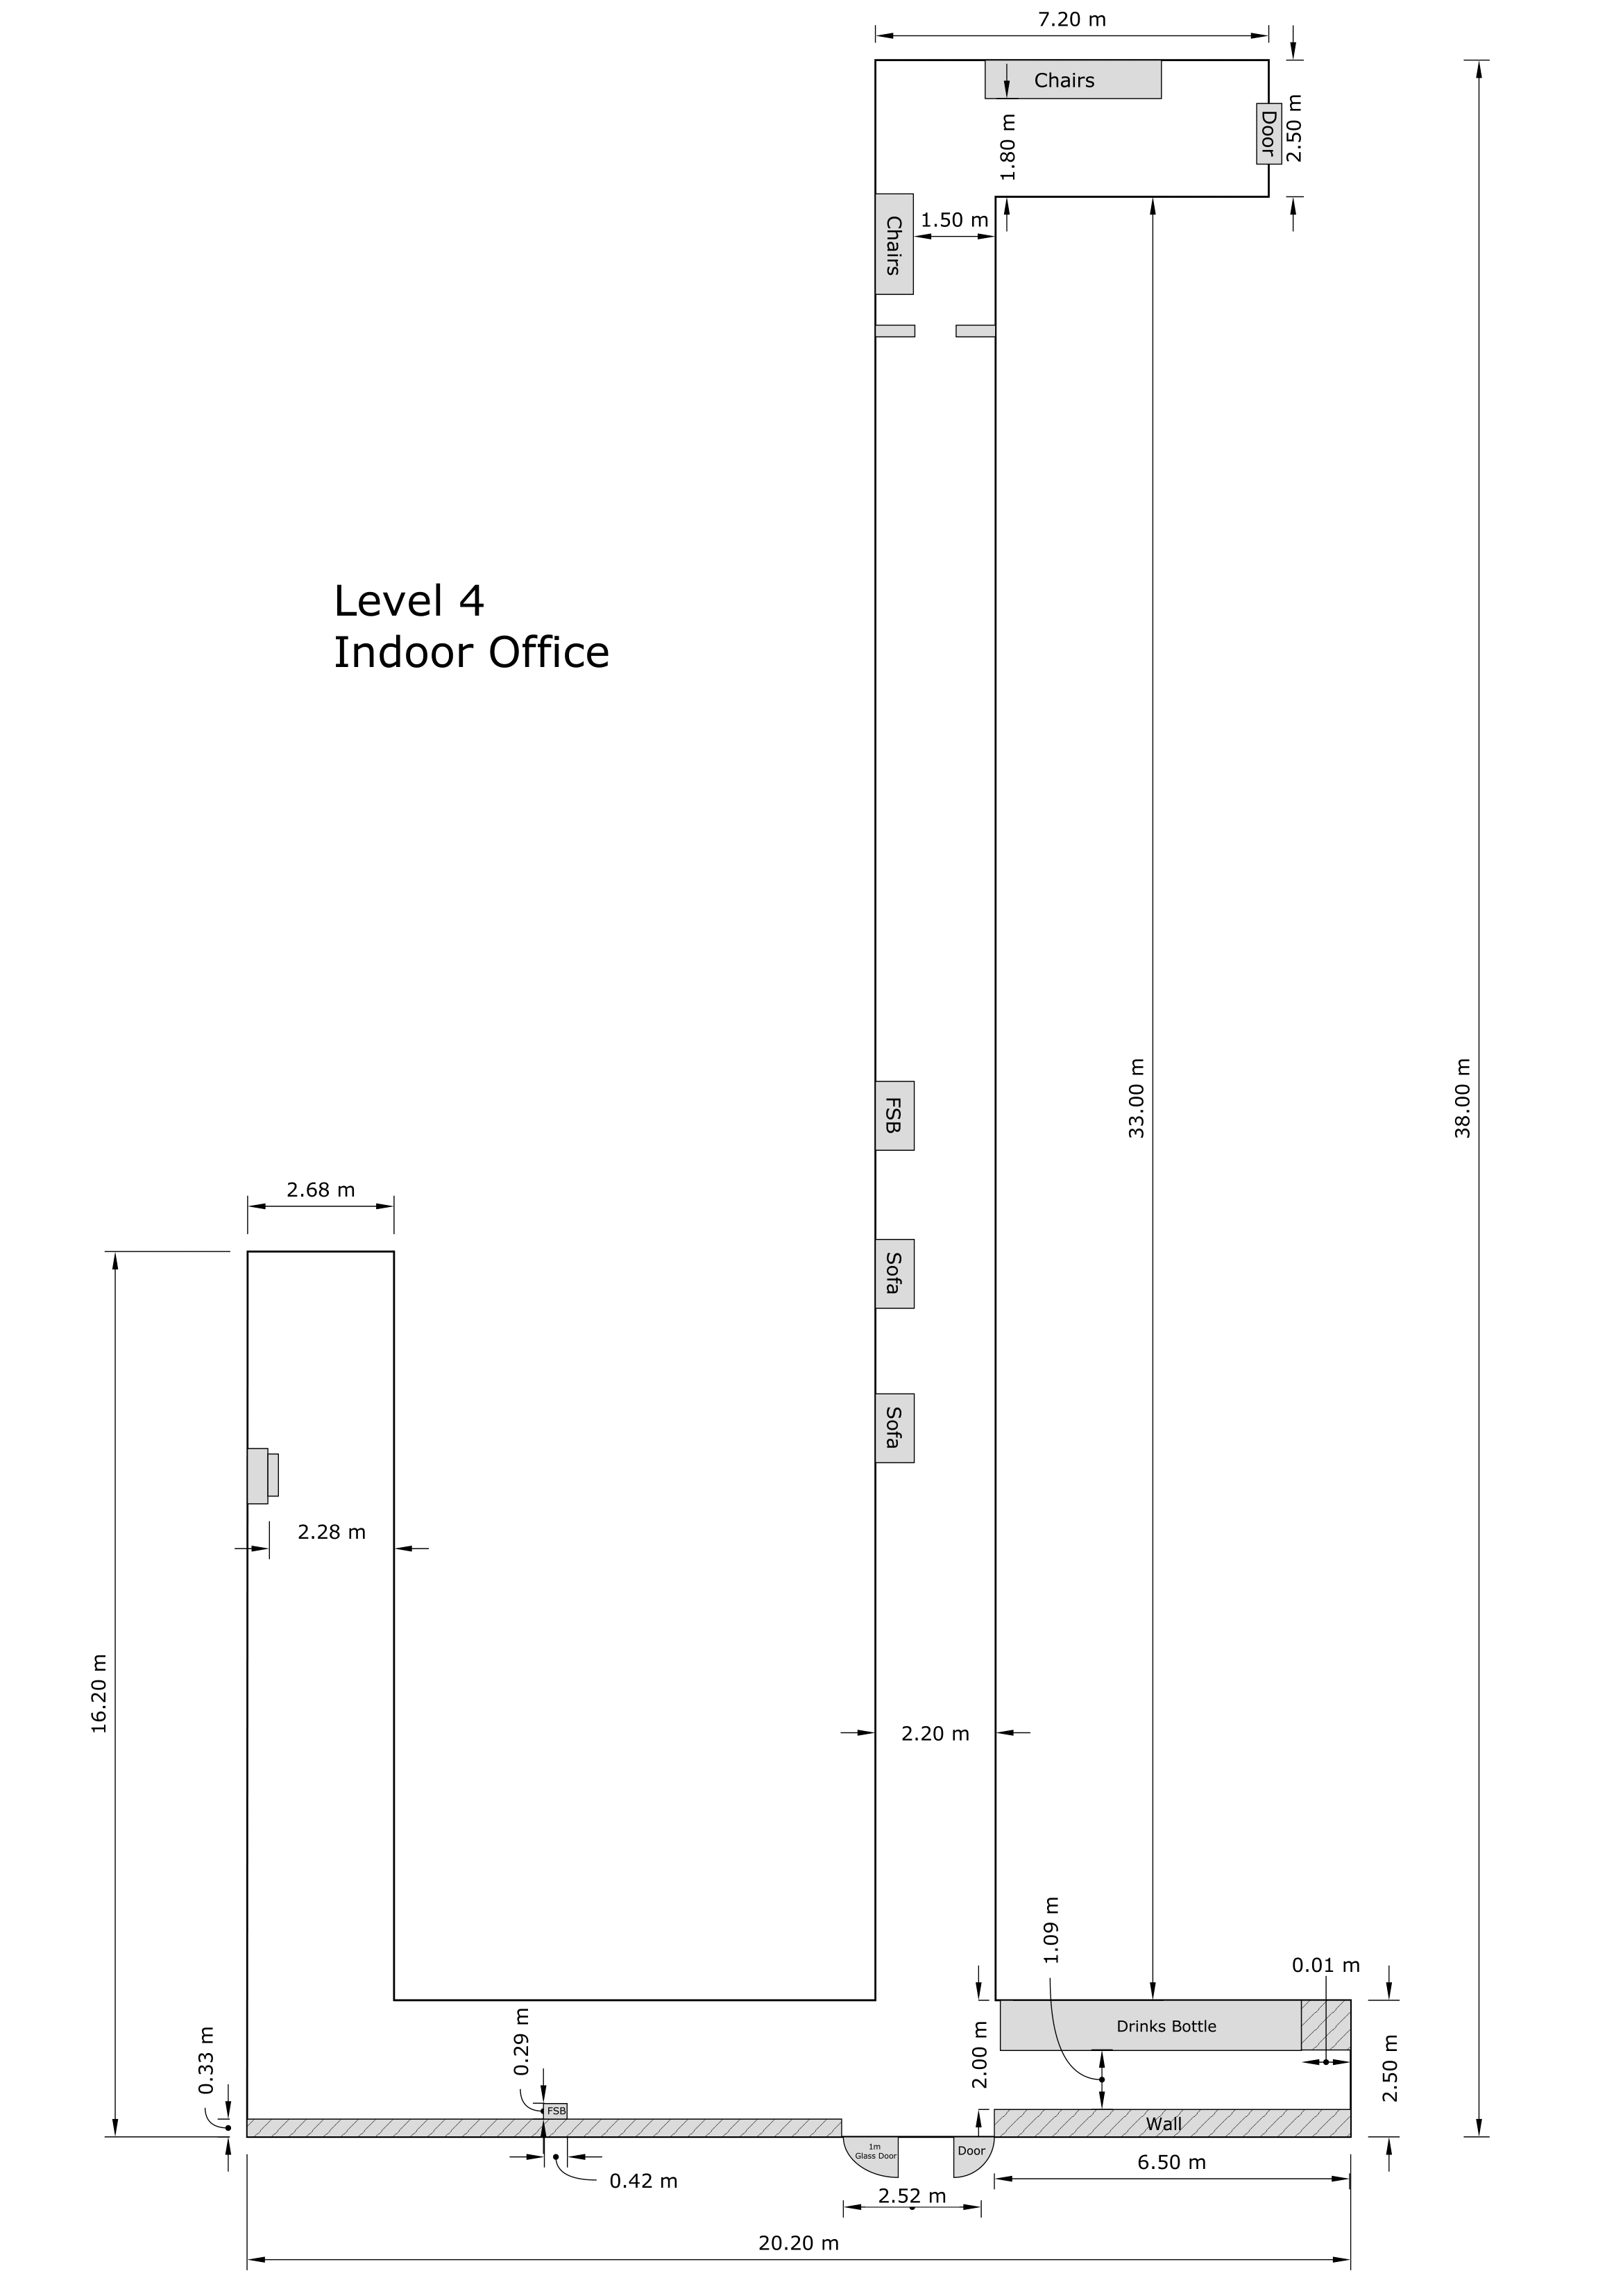 7.20 m
Chairs
Door
2.50 m
1.80 m
1.50 m
Chairs
Level 4
Indoor Office
FSB
33.00 m
38.00 m
2.68 m
Sofa
Sofa
2.28 m
16.20 m
2.20 m
1.09 m
0.01 m
Drinks Bottle
0.29 m
0.33 m
2.00 m
2.50 m
FSB
Wall
1m
Glass Door
Door
6.50 m
0.42 m
2.52 m
20.20 m